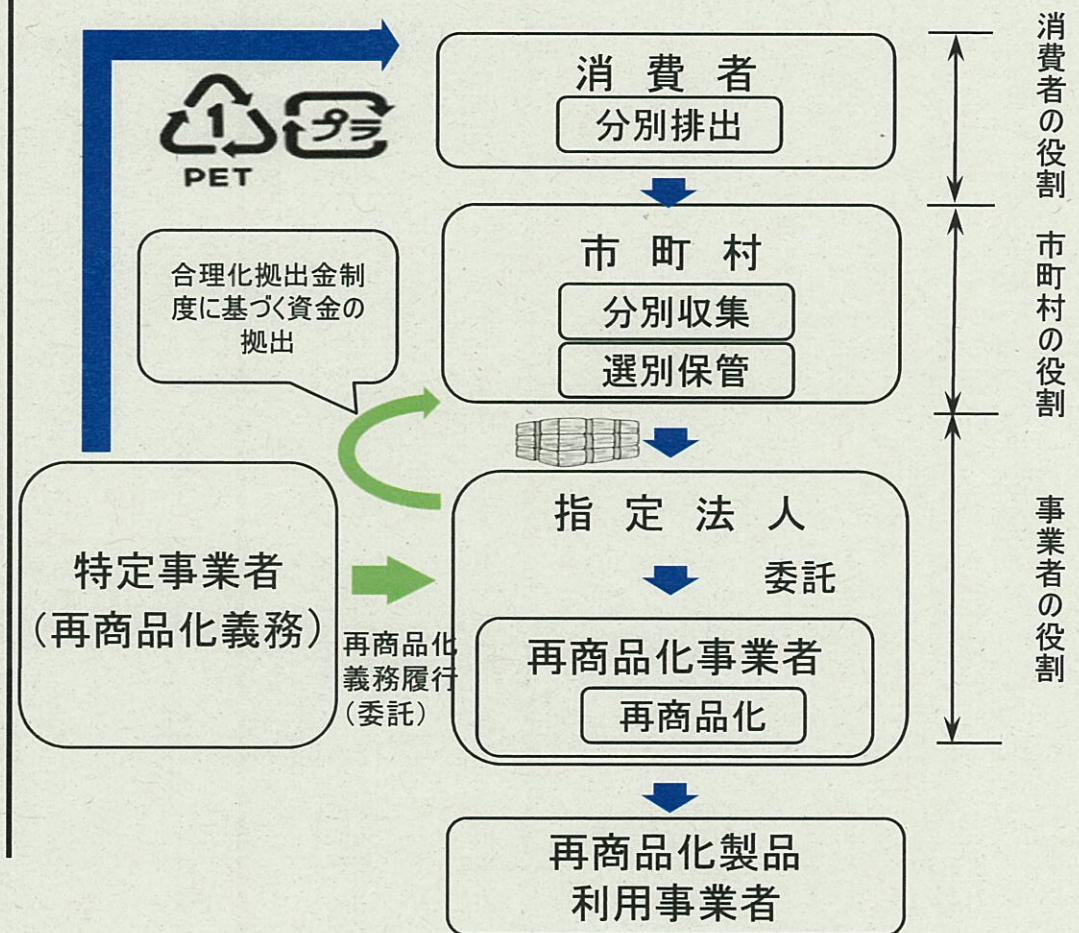 消費者
分別排出
1
PET
プラ
市町村
分別収集
選別保管
合理化拠出金制
度に基づく資金の
拠出
指定法人
委託
特定事業者
（再商品化義務）
再商品化
義務履行
（委託）
再商品化事業者
再商品化
再商品化製品
利用事業者
消費者の役割
市町村の役割
事業者の役割